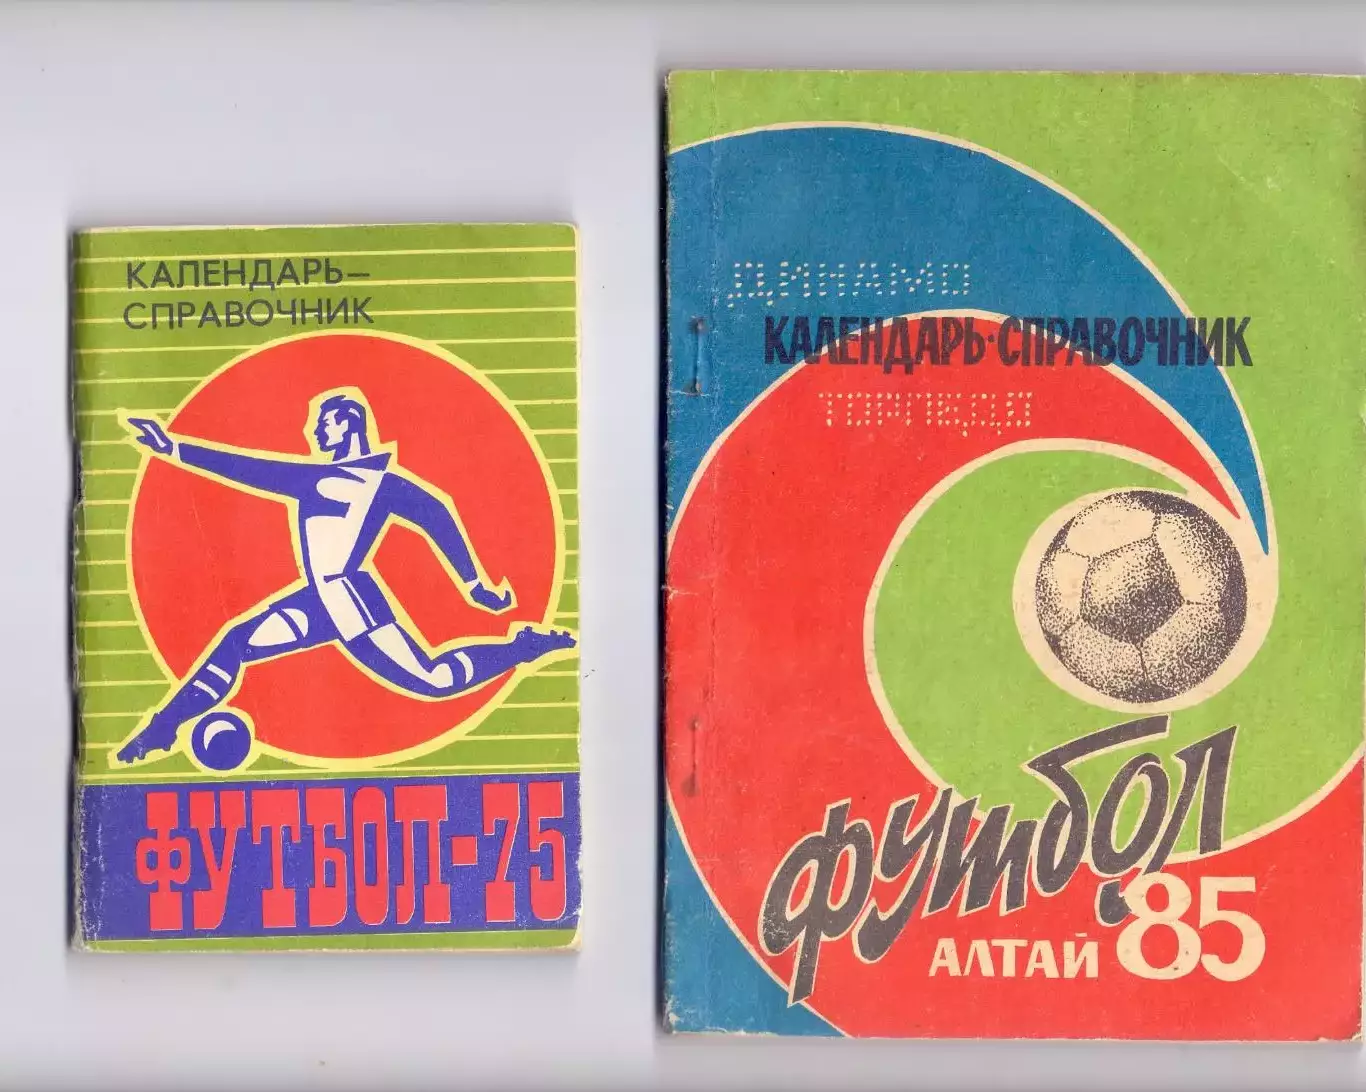 КАЛЕНДАРЬ–
СПРАВОЧНИК
ФУТБОЛ-75
ДИНАМО
КАЛЕНДАРЬ·СПРАВОЧНИК
ТОРПЕДО
футбол
АЛТАЙ 85